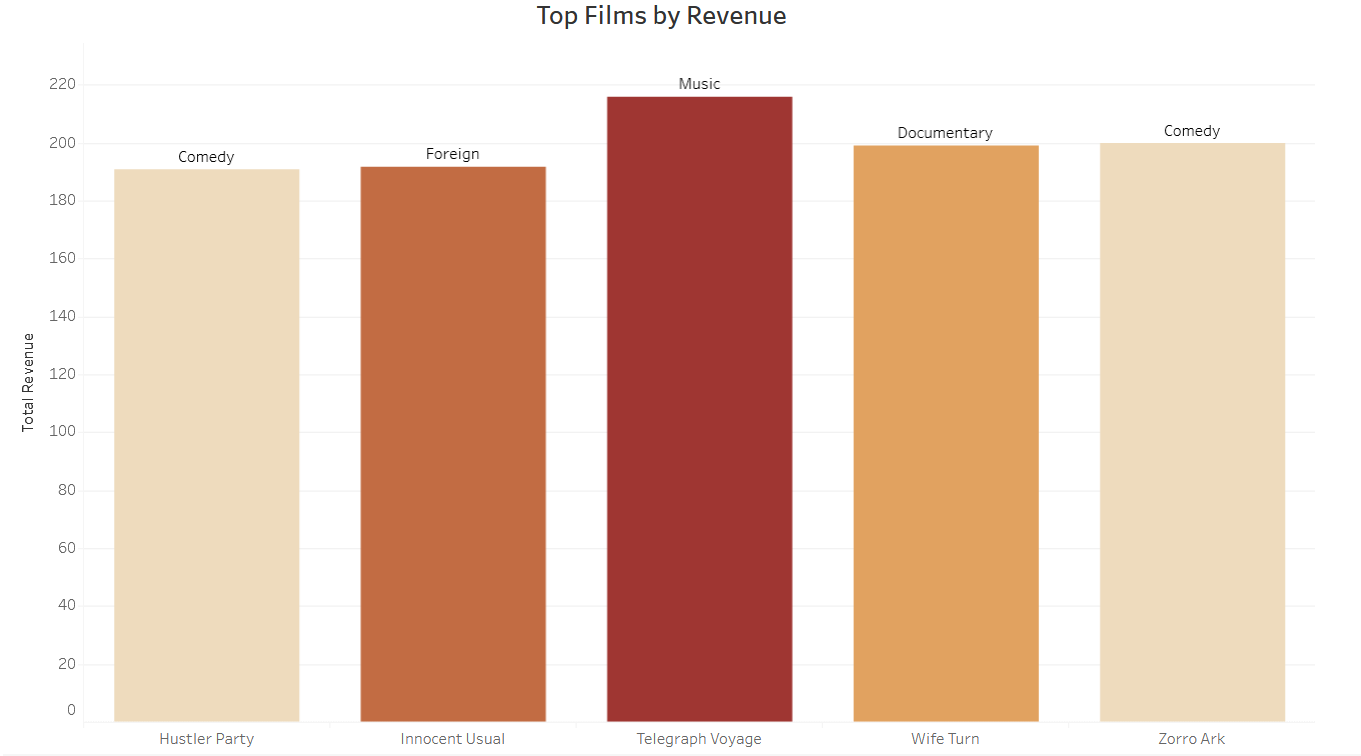 Top Films by Revenue
Total Revenue
220
200
180
160
140
120
100
80
60
40
20
0
Comedy
Foreign
Music
Documentary
Comedy
Hustler Party
Innocent Usual
Telegraph Voyage
Wife Turn
Zorro Ark